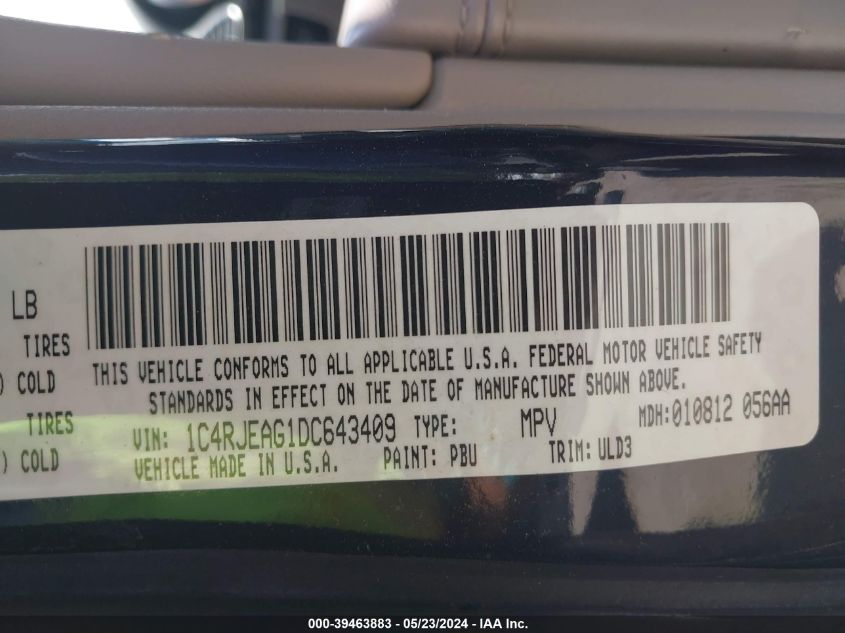 LB
TIRES
) COLD
) COLD
THIS VEHICLE CONFORMS TO ALL APPLICABLE U.S.A. FEDERAL MOTOR VEHICLE SAFETY
STANDARDS IN EFFECT ON THE DATE OF MANUFACTURE SHOWN ABOVE.
VIN: 1C4RJEAG1DC643409 TYPE: MPV MDH:010812 056AA
VEHICLE MADE IN U.S.A. PAINT: PBU TRIM: ULD3
000-39463883 - 05/23/2024 - IAA Inc.